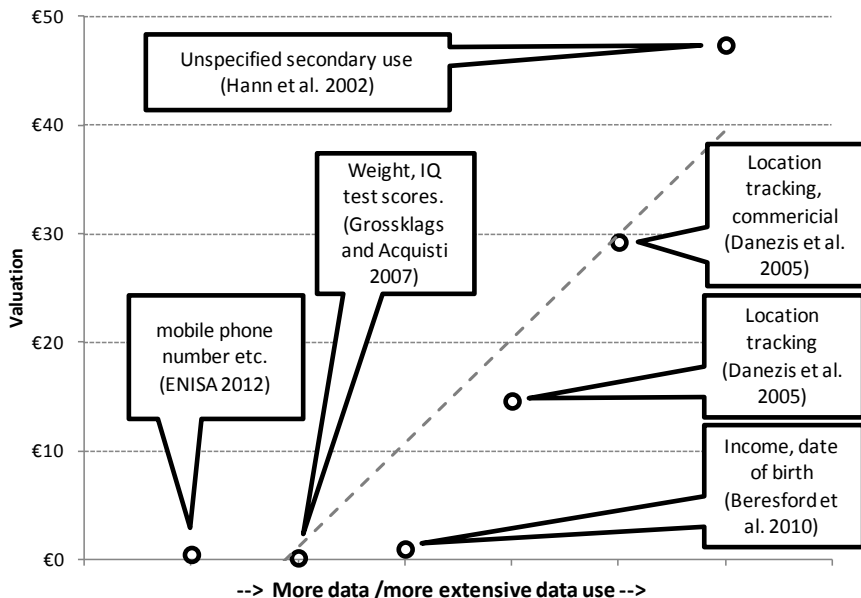 €50
€40
€30
€20
€10
€0
Valuation
Unspecified secondary use
(Hann et al. 2002)
Weight, IQ
test scores.
(Grossklags
and Acquisti
2007)
Location
tracking,
commericial
(Danezis et al.
2005)
mobile phone
number etc.
(ENISA 2012)
Location
tracking
(Danezis et al.
2005)
Income, date
of birth
(Beresford et
al. 2010)
--> More data /more extensive data use-->